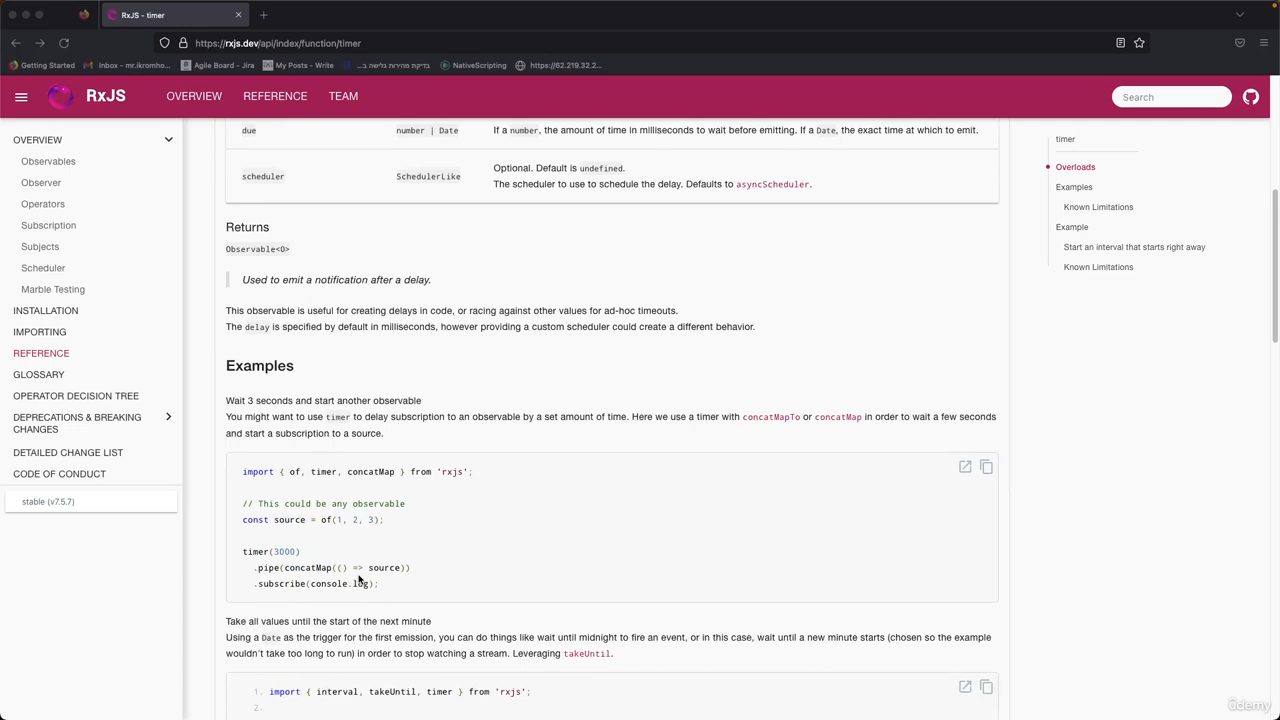 RxJS - timer
https://rxjs.dev/api/index/function/timer
Getting Started
Inbox - mr.ikromho...
Agile Board - Jira
My Posts - Write
בדיקת מהירות גלישה ב...
NativeScripting
https://62.219.32.2...
RxJS
OVERVIEW
REFERENCE
TEAM
Search
OVERVIEW
Observables
Observer
Operators
Subscription
Subjects
Scheduler
Marble Testing
INSTALLATION
IMPORTING
REFERENCE
GLOSSARY
OPERATOR DECISION TREE
DEPRECATIONS & BREAKING
CHANGES
DETAILED CHANGE LIST
CODE OF CONDUCT
stable (v7.5.7)
due number | Date If a number, the amount of time in milliseconds to wait before emitting. If a Date, the exact time at which to emit.
Optional. Default is undefined.
scheduler SchedulerLike
The scheduler to use to schedule the delay. Defaults to asyncScheduler.
Returns
Observable<0>
Used to emit a notification after a delay.
This observable is useful for creating delays in code, or racing against other values for ad-hoc timeouts.
The delay is specified by default in milliseconds, however providing a custom scheduler could create a different behavior.
Examples
Wait 3 seconds and start another observable
You might want to use timer to delay subscription to an observable by a set amount of time. Here we use a timer with concatMapTo or concatMap in order to wait a few seconds
and start a subscription to a source.
import { of, timer, concatMap } from 'rxjs';
// This could be any observable
const source = of(1, 2, 3);
timer(3000)
.pipe(concatMap(() => source))
.subscribe(console.log);
Take all values until the start of the next minute
Using a Date as the trigger for the first emission, you can do things like wait until midnight to fire an event, or in this case, wait until a new minute starts (chosen so the example
wouldn't take too long to run) in order to stop watching a stream. Leveraging takeUntil.
1. import { interval, takeUntil, timer } from 'rxjs';
2.
timer
Overloads
Examples
Known Limitations
Example
Start an interval that starts right away
Known Limitations
ûdemy